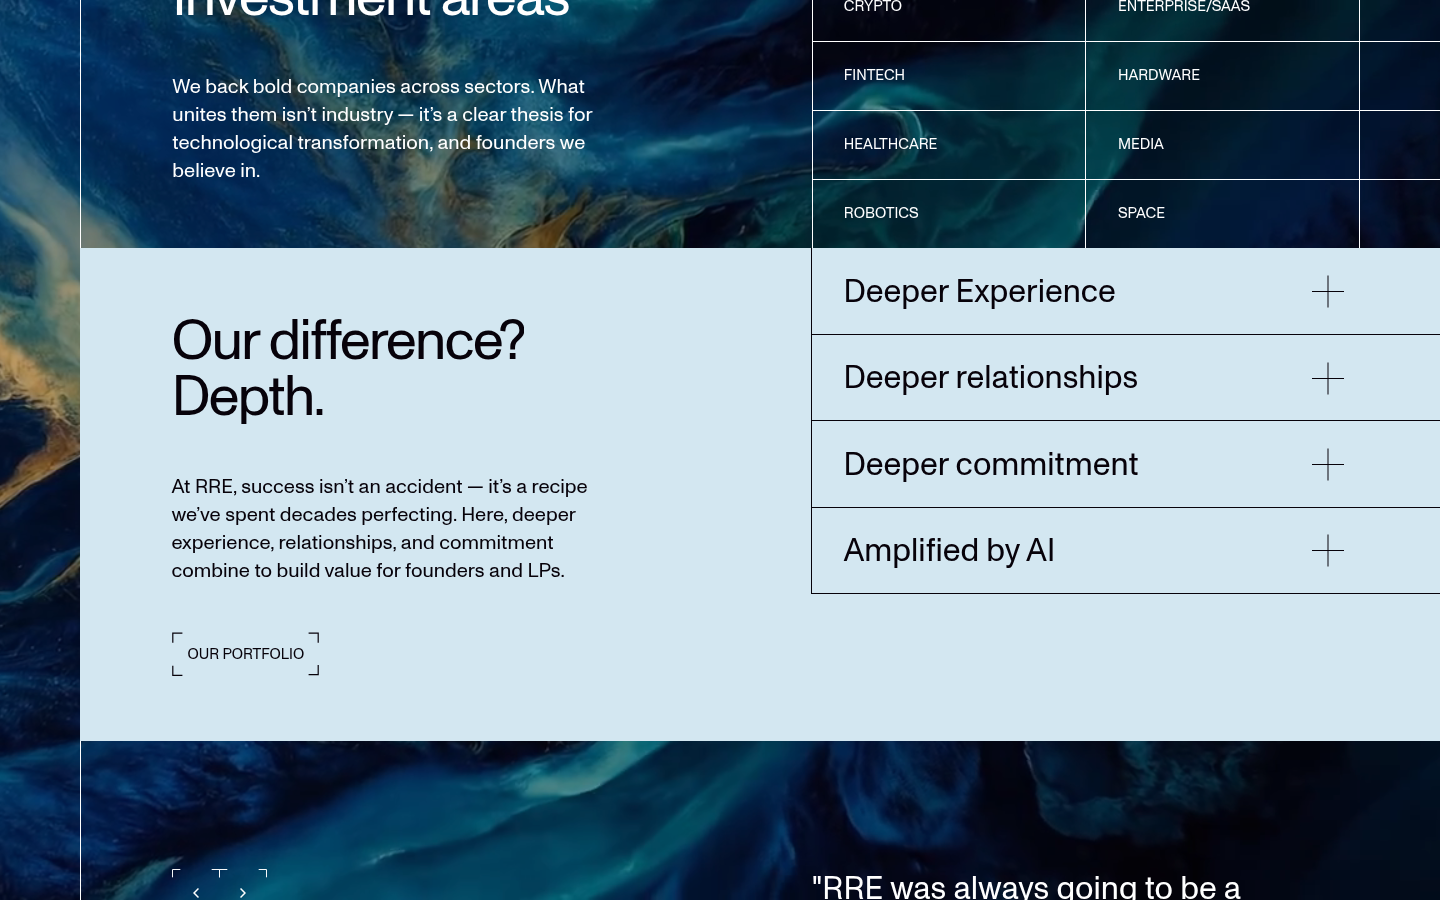 Investment areas
We back bold companies across sectors. What
unites them isn’t industry — it’s a clear thesis for
technological transformation, and founders we
believe in.
CRYPTO
ENTERPRISE/SAAS
FINTECH
HARDWARE
HEALTHCARE
MEDIA
ROBOTICS
SPACE
Our difference?
Depth.
At RRE, success isn’t an accident — it’s a recipe
we’ve spent decades perfecting. Here, deeper
experience, relationships, and commitment
combine to build value for founders and LPs.
OUR PORTFOLIO
Deeper Experience
Deeper relationships
Deeper commitment
Amplified by AI
"RRE was always going to be a